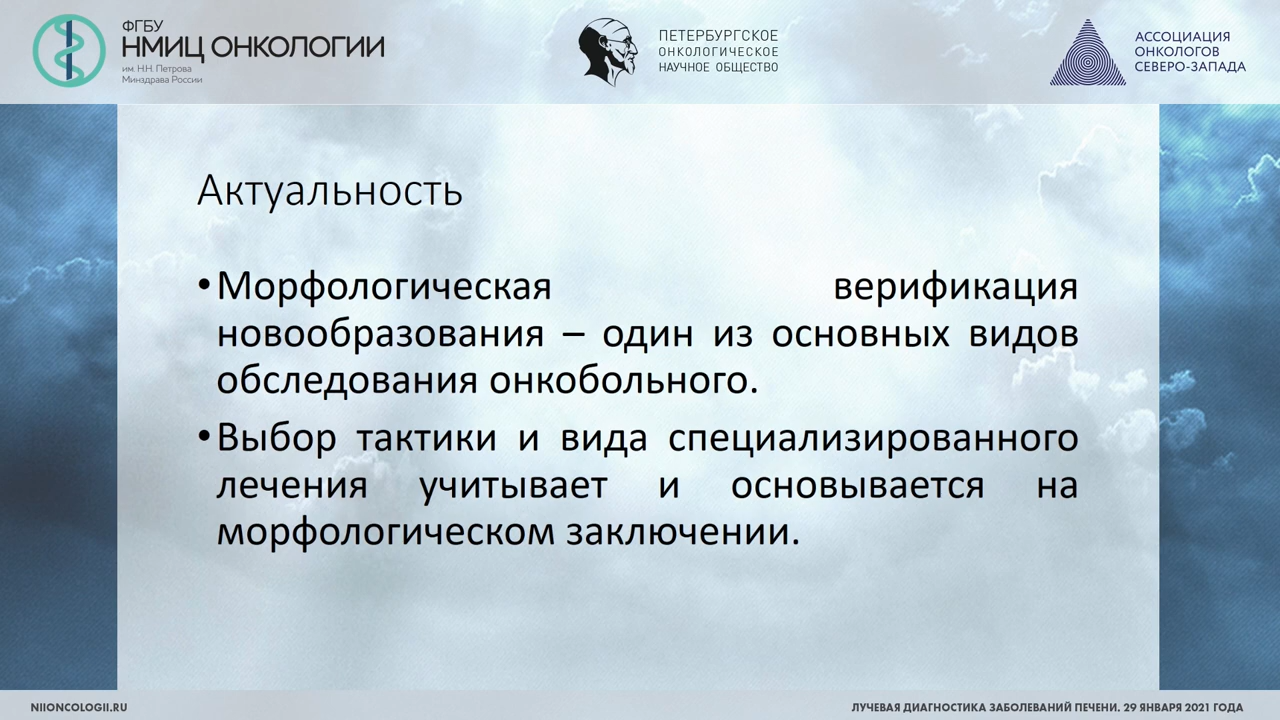 ФГБУ
НМИЦ ОНКОЛОГИИ
им. Н.Н. Петрова
Минздрава России
ПЕТЕРБУРГСКОЕ
ОНКОЛОГИЧЕСКОЕ
НАУЧНОЕ ОБЩЕСТВО
АССОЦИАЦИЯ
ОНКОЛОГОВ
СЕВЕРО-ЗАПАДА
Актуальность
•Морфологическая верификация
новообразования – один из основных видов
обследования онкобольного.
•Выбор тактики и вида специализированного
лечения учитывает и основывается на
морфологическом заключении.
NIIONCOLOGII.RU
ЛУЧЕВАЯ ДИАГНОСТИКА ЗАБОЛЕВАНИЙ ПЕЧЕНИ. 29 ЯНВАРЯ 2021 ГОДА